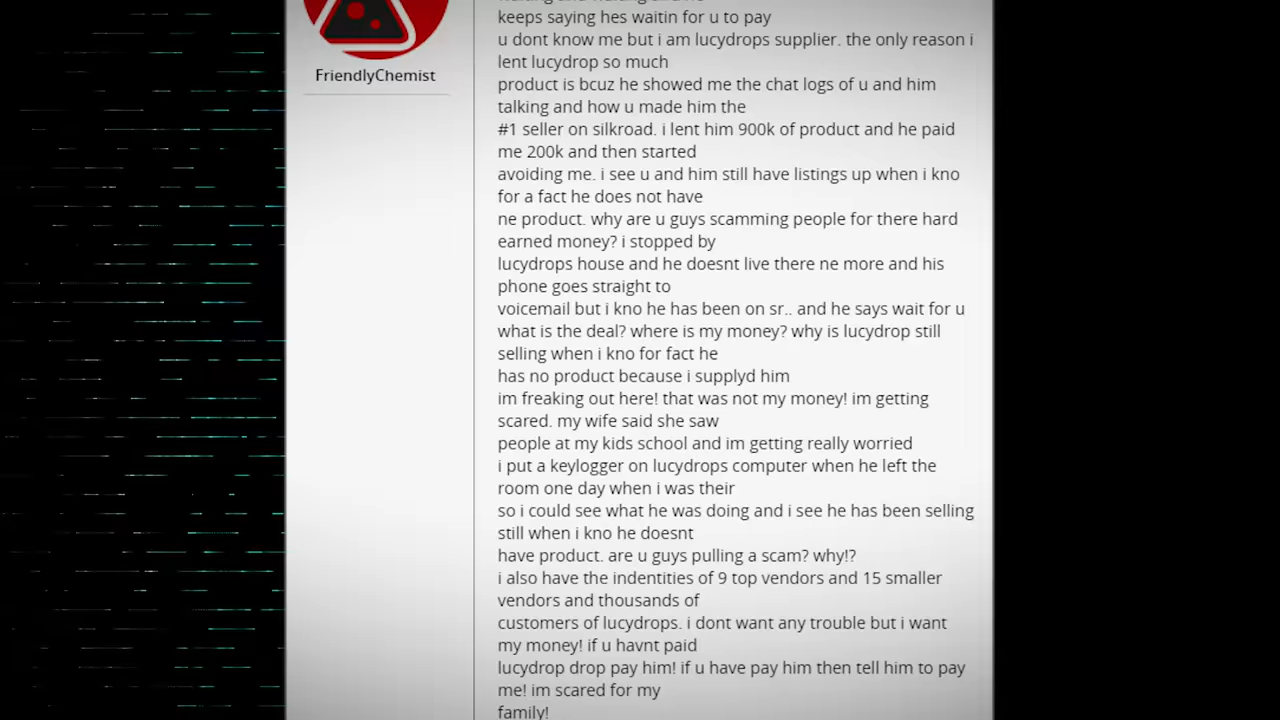 FriendlyChemist
keeps saying hes waitin for u to pay
u dont know me but i am lucydrops supplier. the only reason i
lent lucydrop so much
product is bcuz he showed me the chat logs of u and him
talking and how u made him the
#1 seller on silkroad. i lent him 900k of product and he paid
me 200k and then started
avoiding me. i see u and him still have listings up when i kno
for a fact he does not have
ne product. why are u guys scamming people for there hard
earned money? i stopped by
lucydrops house and he doesnt live there ne more and his
phone goes straight to
voicemail but i kno he has been on sr.. and he says wait for u
what is the deal? where is my money? why is lucydrop still
selling when i kno for fact he
has no product because i supplyd him
im freaking out here! that was not my money! im getting
scared. my wife said she saw
people at my kids school and im getting really worried
i put a keylogger on lucydrops computer when he left the
room one day when i was their
so i could see what he was doing and i see he has been selling
still when i kno he doesnt
have product. are u guys pulling a scam? why!?
i also have the indentities of 9 top vendors and 15 smaller
vendors and thousands of
customers of lucydrops. i dont want any trouble but i want
my money! if u havnt paid
lucydrop drop pay him! if u have pay him then tell him to pay
me! im scared for my
family!